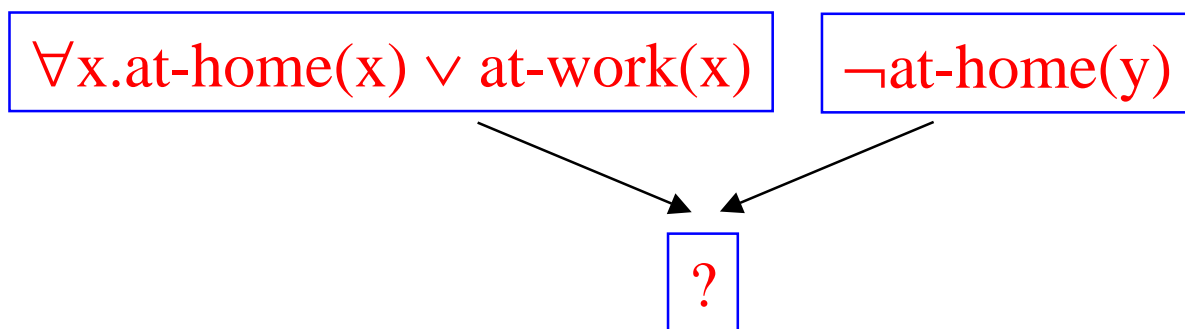 ∀x.at-home(x) ∨ at-work(x)
¬at-home(y)
?